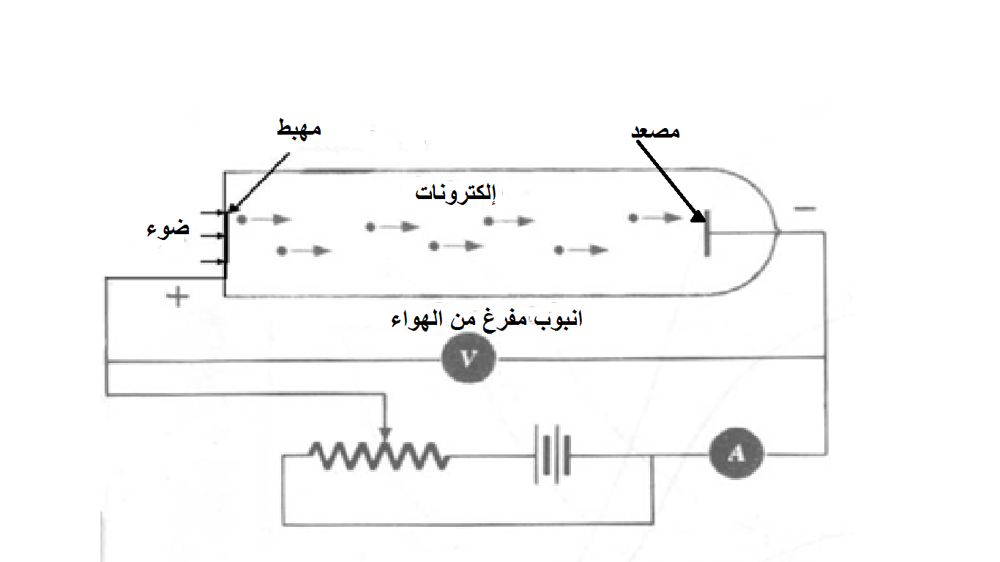 مهبط
مصعد
إلكترونات
ضوء
−
+
انبوب مفرغ من الهواء
V
A